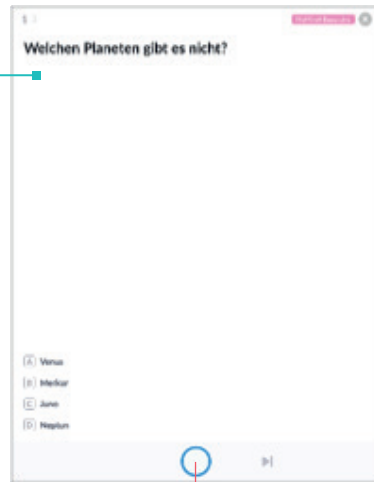 Welchen Planeten gibt es nicht?
A Venus
B Merkur
C Juno
D Neptun